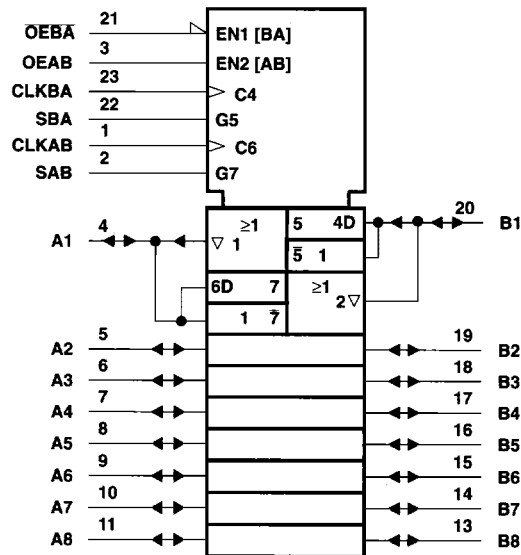 21
O̅E̅B̅A̅ EN1 [BA]
3
OEAB EN2 [AB]
23
CLKBA C4
22
SBA G5
1
CLKAB C6
2
SAB G7
4 ≥1 5 4D 20
A1 ▽ 1 B1
5̅ 1
6D 7 ≥1
2 ▽
1 7̅
5 19
A2 B2
6 18
A3 B3
7 17
A4 B4
8 16
A5 B5
9 15
A6 B6
10 14
A7 B7
11 13
A8 B8